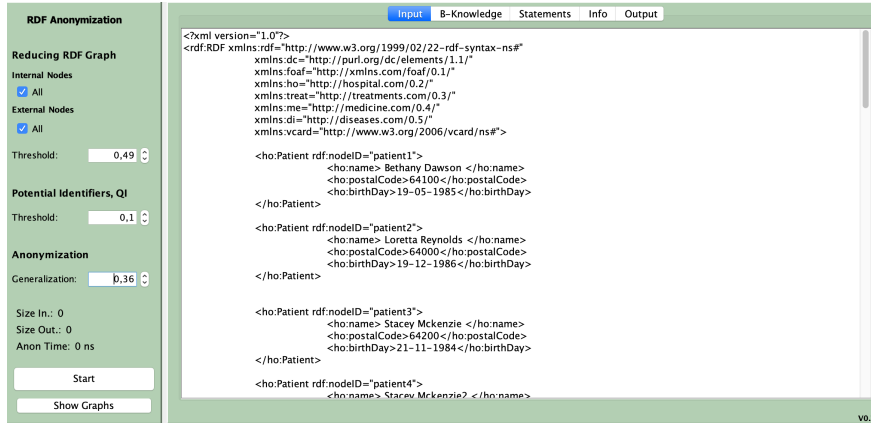 RDF Anonymization
Reducing RDF Graph
Internal Nodes
All
External Nodes
All
Threshold: 0,49
Potential Identifiers, QI
Threshold: 0,1
Anonymization
Generalization: 0,36
Size In.: 0
Size Out.: 0
Anon Time: 0 ns
Start
Show Graphs
Input B-Knowledge Statements Info Output
<?xml version="1.0"?>
<rdf:RDF xmlns:rdf="http://www.w3.org/1999/02/22-rdf-syntax-ns#"
xmlns:dc="http://purl.org/dc/elements/1.1/"
xmlns:foaf="http://xmlns.com/foaf/0.1/"
xmlns:ho="http://hospital.com/0.2/"
xmlns:treat="http://treatments.com/0.3/"
xmlns:me="http://medicine.com/0.4/"
xmlns:di="http://diseases.com/0.5/"
xmlns:vcard="http://www.w3.org/2006/vcard/ns#">
<ho:Patient rdf:nodeID="patient1">
<ho:name> Bethany Dawson </ho:name>
<ho:postalCode>64100</ho:postalCode>
<ho:birthDay>19-05-1985</ho:birthDay>
</ho:Patient>
<ho:Patient rdf:nodeID="patient2">
<ho:name> Loretta Reynolds </ho:name>
<ho:postalCode>64000</ho:postalCode>
<ho:birthDay>19-12-1986</ho:birthDay>
</ho:Patient>
<ho:Patient rdf:nodeID="patient3">
<ho:name> Stacey Mckenzie </ho:name>
<ho:postalCode>64200</ho:postalCode>
<ho:birthDay>21-11-1984</ho:birthDay>
</ho:Patient>
<ho:Patient rdf:nodeID="patient4">
<ho:name> Stacey Mckenzie2 </ho:name>
V0.